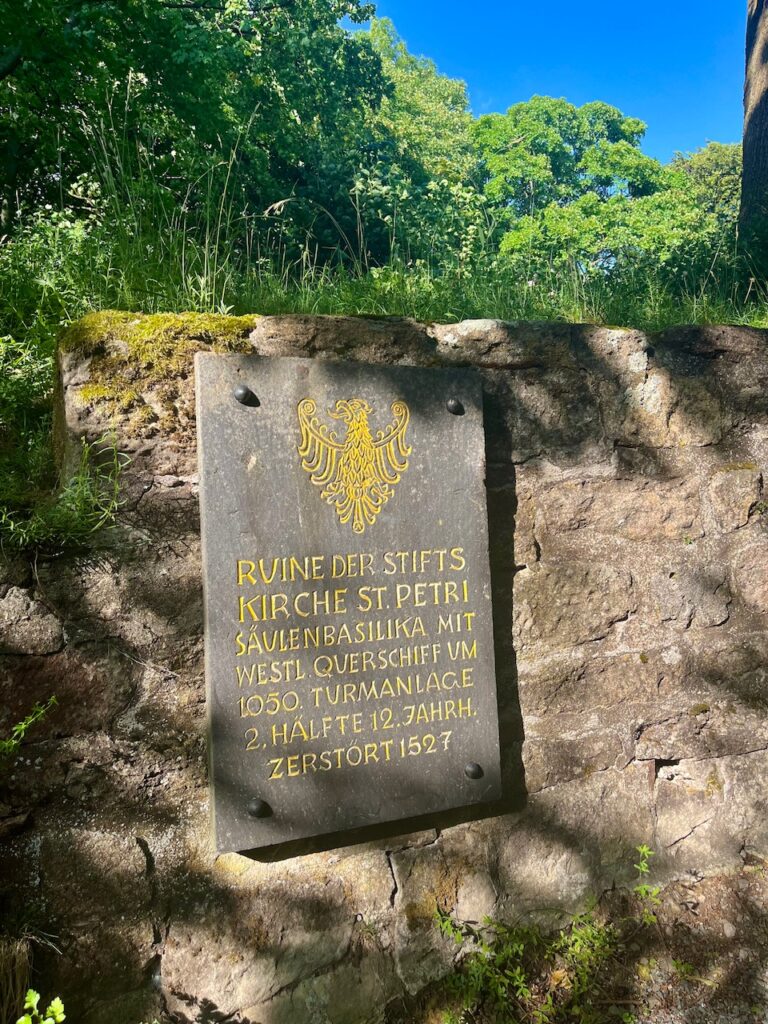 RUINE DER STIFTS
KIRCHE ST. PETRI
SÄULENBASILIKA MIT
WESTL. QUERSCHIFF UM
1050. TURMANLAGE
2. HÄLFTE 12. JAHRH.
ZERSTÖRT 1527